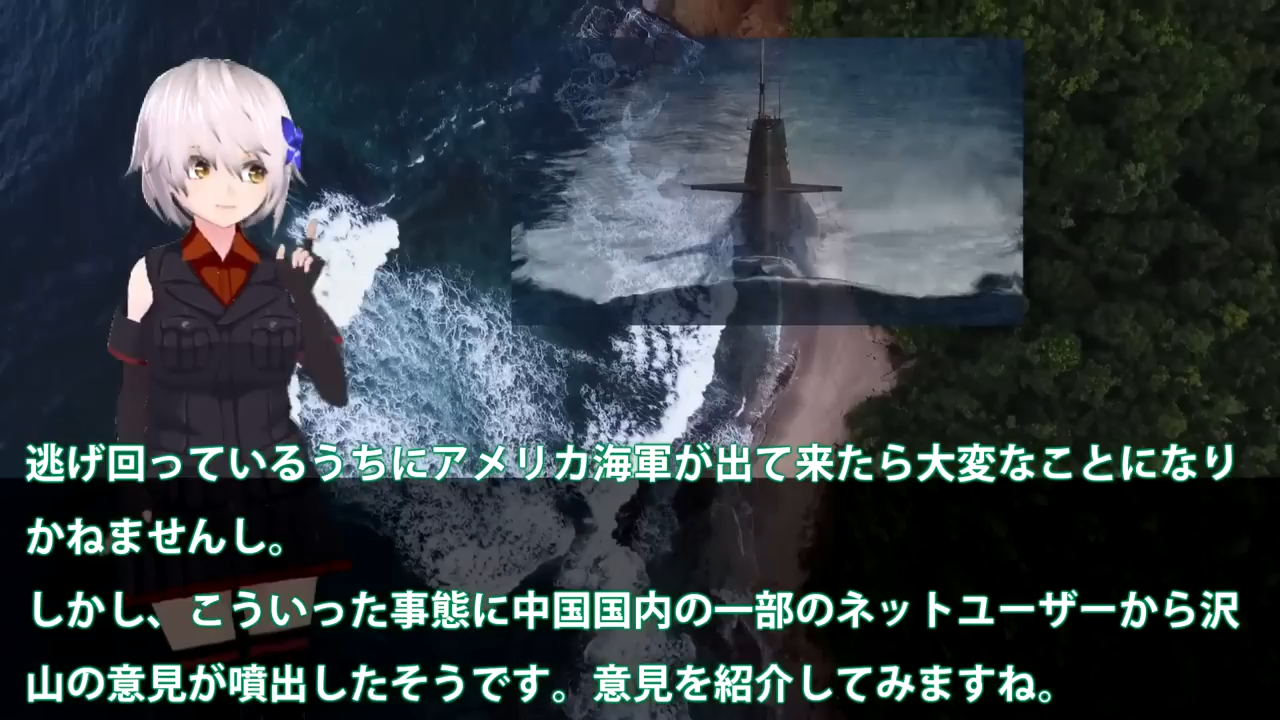 逃げ回っているうちにアメリカ海軍が出て来たら大変なことになり
かねませんし。
しかし、こういった事態に中国国内の一部のネットユーザーから沢
山の意見が噴出したそうです。意見を紹介してみますね。